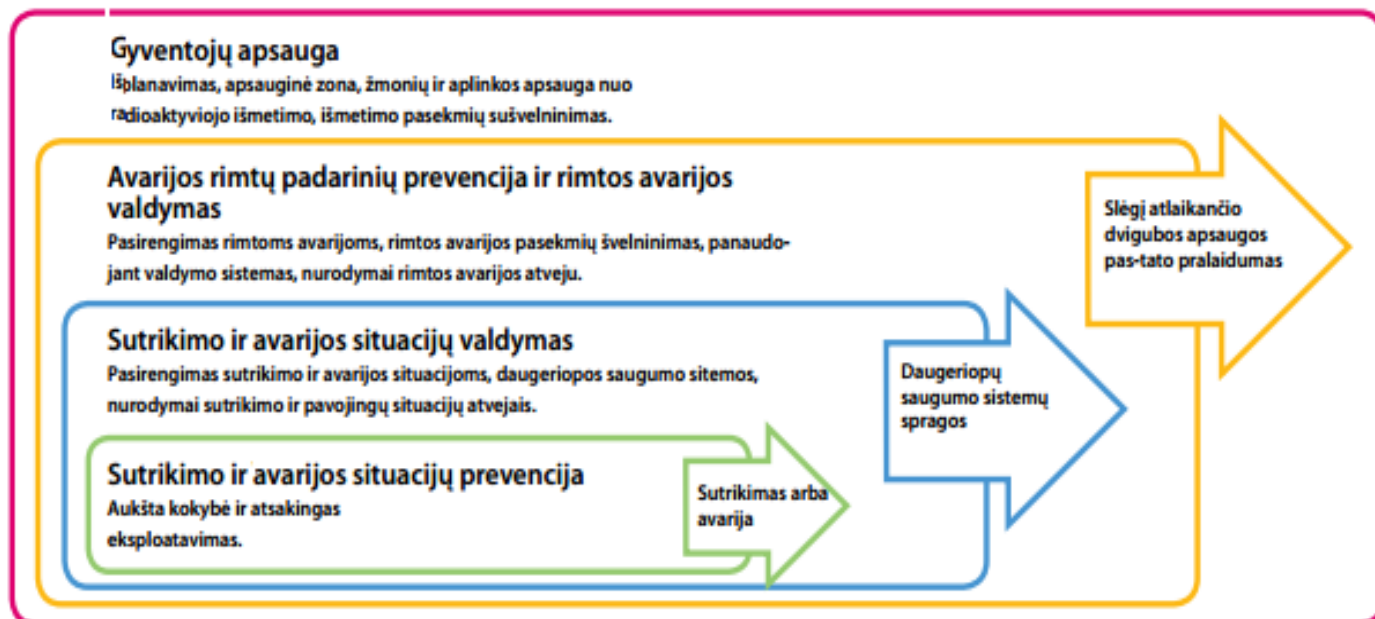 Gyventojų apsauga
Išplanavimas, apsauginė zona, žmonių ir aplinkos apsauga nuo
radioaktyviojo išmetimo, išmetimo pasekmių sušvelninimas.
Avarijos rimtų padarinių prevencija ir rimtos avarijos
valdymas
Pasirengimas rimtoms avarijoms, rimtos avarijos pasekmių švelninimas, panaudo-
jant valdymo sistemas, nurodymai rimtos avarijos atveju.
Slėgį atlaikančio
dvigubos apsaugos
pas-tato pralaidumas
Sutrikimo ir avarijos situacijų valdymas
Pasirengimas sutrikimo ir avarijos situacijoms, daugeriopos saugumo sitemos,
nurodymai sutrikimo ir pavojingų situacijų atvejais.
Daugeriopų
saugumo sistemų
spragos
Sutrikimo ir avarijos situacijų prevencija
Aukšta kokybė ir atsakingas
eksploatavimas.
Sutrikimas arba
avarija